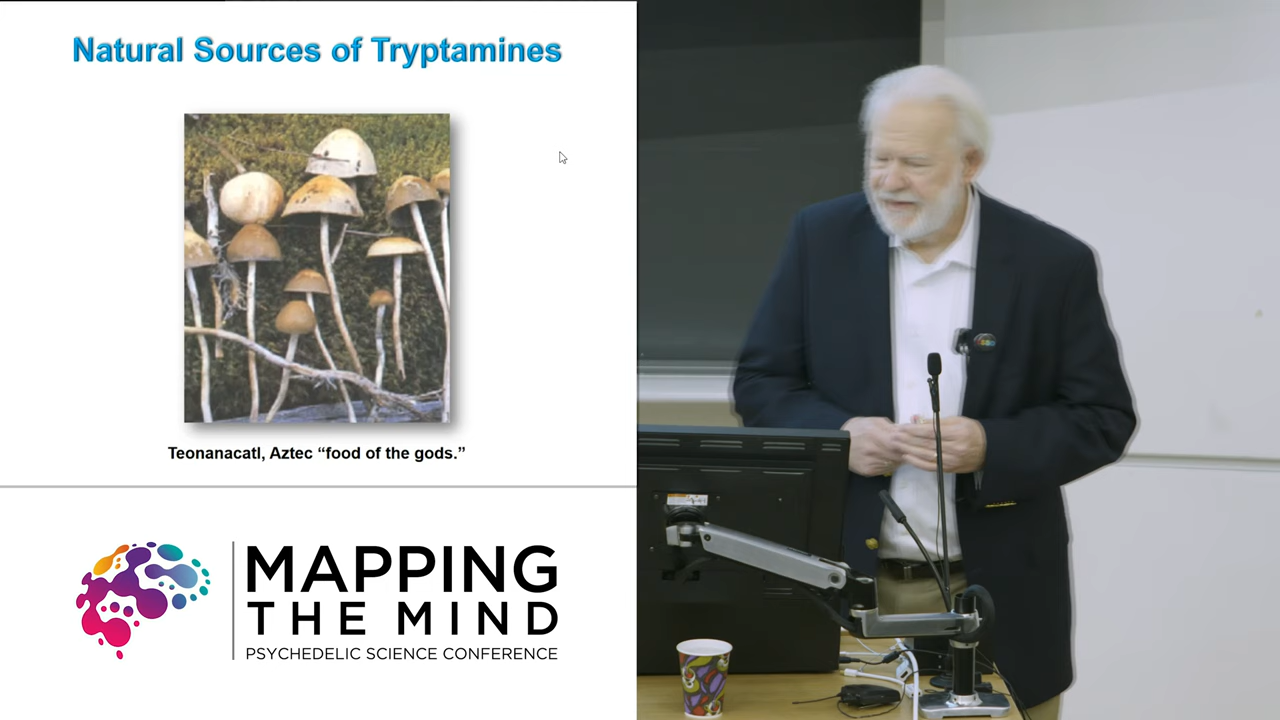 Natural Sources of Tryptamines
Teonanacatl, Aztec “food of the gods.”
MAPPING
THE MIND
PSYCHEDELIC SCIENCE CONFERENCE